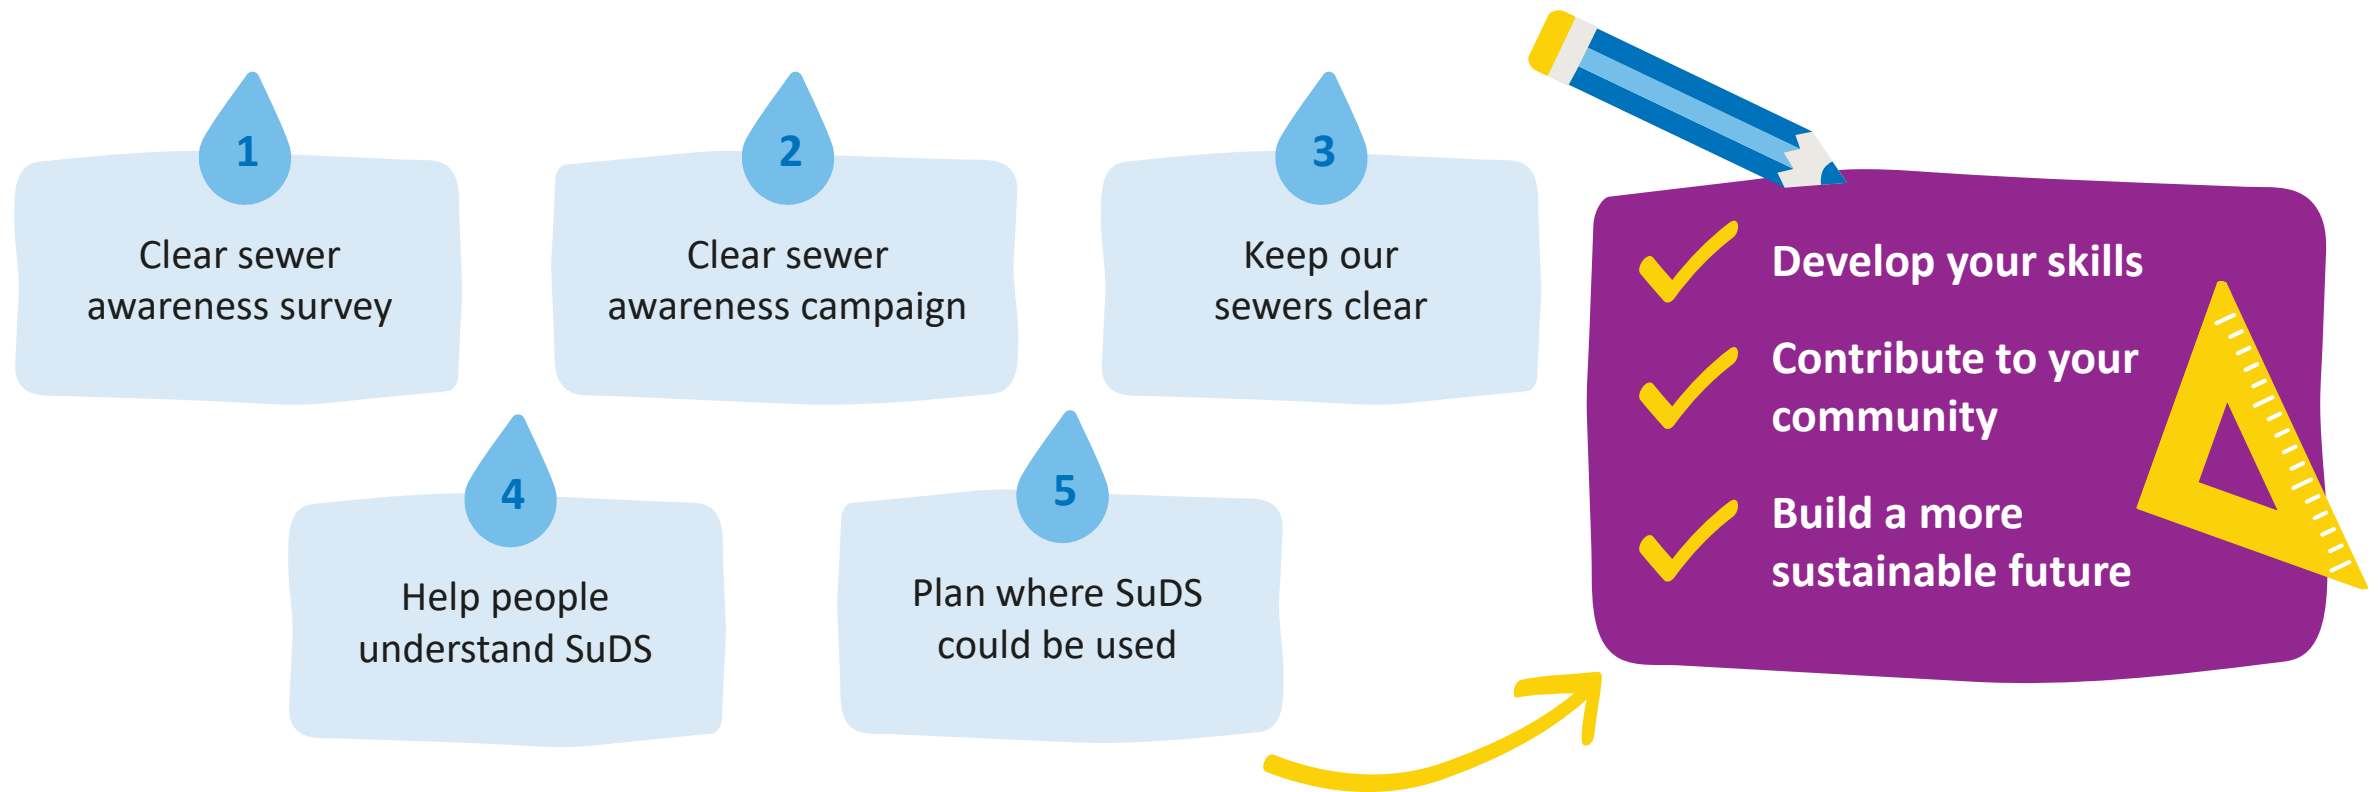 1
Clear sewer
awareness survey
2
Clear sewer
awareness campaign
3
Keep our
sewers clear
4
Help people
understand SuDS
5
Plan where SuDS
could be used
Develop your skills
Contribute to your
community
Build a more
sustainable future